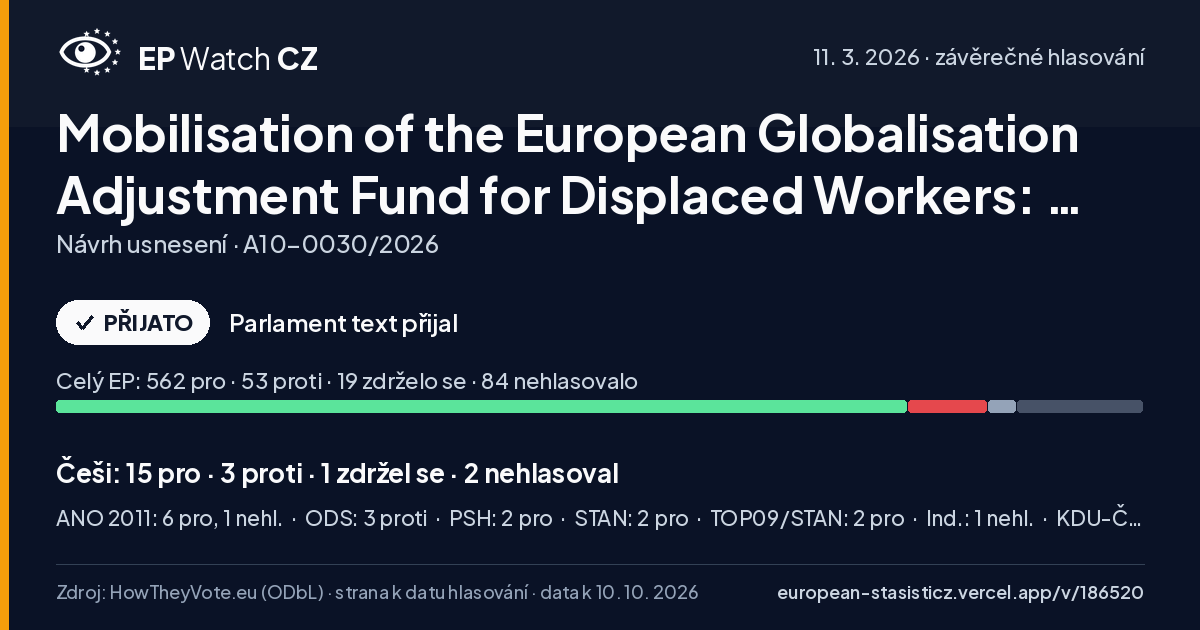 EP Watch CZ
11. 3. 2026 · závěrečné hlasování
Mobilisation of the European Globalisation
Adjustment Fund for Displaced Workers: …
Návrh usnesení · A10-0030/2026
✓ PŘIJATO
Parlament text přijal
Celý EP: 562 pro · 53 proti · 19 zdrželo se · 84 nehlasovalo
Češi: 15 pro · 3 proti · 1 zdržel se · 2 nehlasoval
ANO 2011: 6 pro, 1 nehl. · ODS: 3 proti · PSH: 2 pro · STAN: 2 pro · TOP09/STAN: 2 pro · Ind.: 1 nehl. · KDU-Č…
Zdroj: HowTheyVote.eu (ODbL) · strana k datu hlasování · data k 10. 10. 2026
european-stasisticz.vercel.app/v/186520